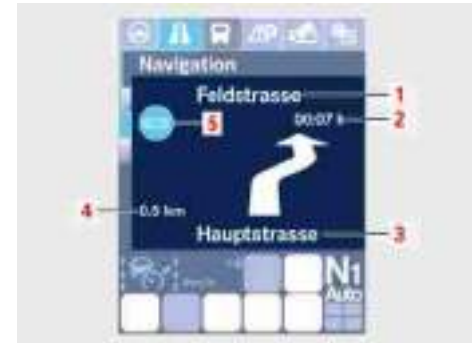 Navigation
Feldstrasse 1
00:07 h 2
5
4 0.5 km
Hauptstrasse 3
N1
Auto